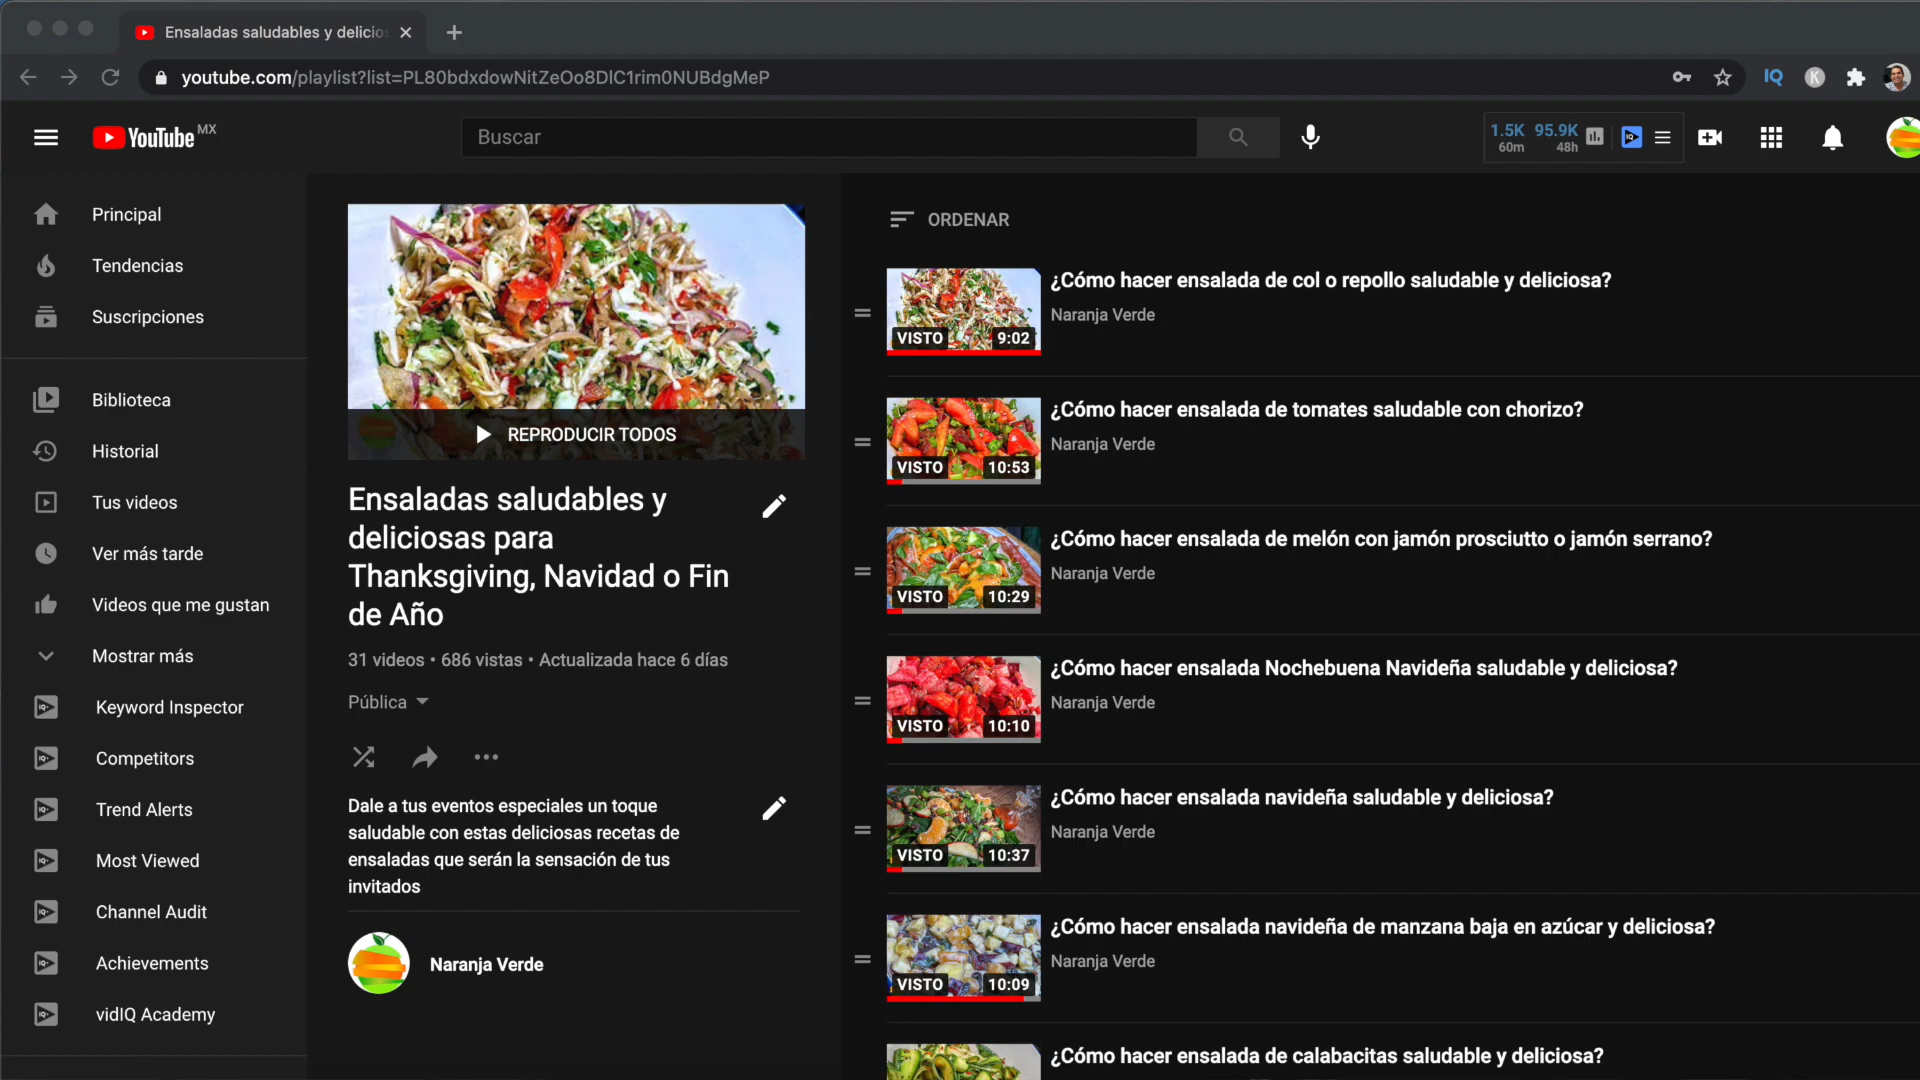 Ensaladas saludables y delicio
youtube.com/playlist?list=PL80bdxdowNitZeOo8DlC1rim0NUBdgMeP
IQ
K
YouTube MX
Buscar
1.5K 95.9K
60m 48h
Principal
Tendencias
Suscripciones
Biblioteca
Historial
Tus videos
Ver más tarde
Videos que me gustan
Mostrar más
Keyword Inspector
Competitors
Trend Alerts
Most Viewed
Channel Audit
Achievements
vidIQ Academy
REPRODUCIR TODOS
Ensaladas saludables y
deliciosas para
Thanksgiving, Navidad o Fin
de Año
31 videos • 686 vistas • Actualizada hace 6 días
Pública
Dale a tus eventos especiales un toque
saludable con estas deliciosas recetas de
ensaladas que serán la sensación de tus
invitados
Naranja Verde
ORDENAR
¿Cómo hacer ensalada de col o repollo saludable y deliciosa?
Naranja Verde
VISTO 9:02
¿Cómo hacer ensalada de tomates saludable con chorizo?
Naranja Verde
VISTO 10:53
¿Cómo hacer ensalada de melón con jamón prosciutto o jamón serrano?
Naranja Verde
VISTO 10:29
¿Cómo hacer ensalada Nochebuena Navideña saludable y deliciosa?
Naranja Verde
VISTO 10:10
¿Cómo hacer ensalada navideña saludable y deliciosa?
Naranja Verde
VISTO 10:37
¿Cómo hacer ensalada navideña de manzana baja en azúcar y deliciosa?
Naranja Verde
VISTO 10:09
¿Cómo hacer ensalada de calabacitas saludable y deliciosa?